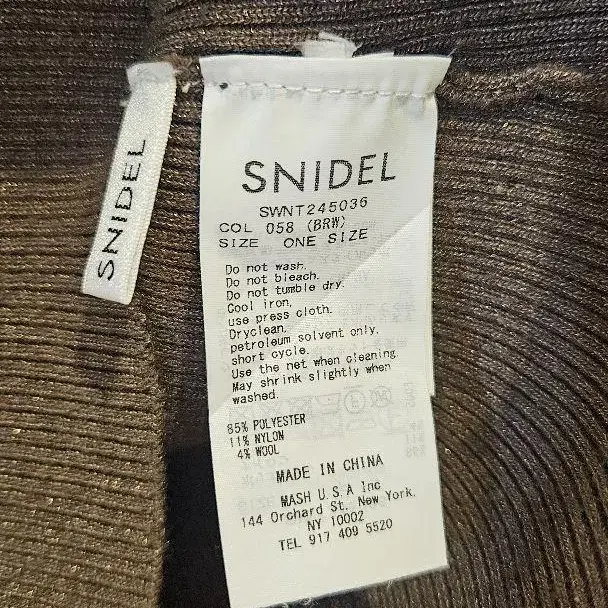 SNIDEL
SNIDEL
SWNT245036
COL 058 (BRW)
SIZE ONE SIZE
Do not wash.
Do not bleach.
Do not tumble dry.
Cool iron,
use press cloth.
Dryclean,
petroleum solvent only.
short cycle.
Use the net when cleaning.
May shrink slightly when
washed.
85% POLYESTER
11% NYLON
4% WOOL
MADE IN CHINA
MASH U.S.A Inc
144 Orchard St. New York,
NY 10002
TEL 917 409 5520